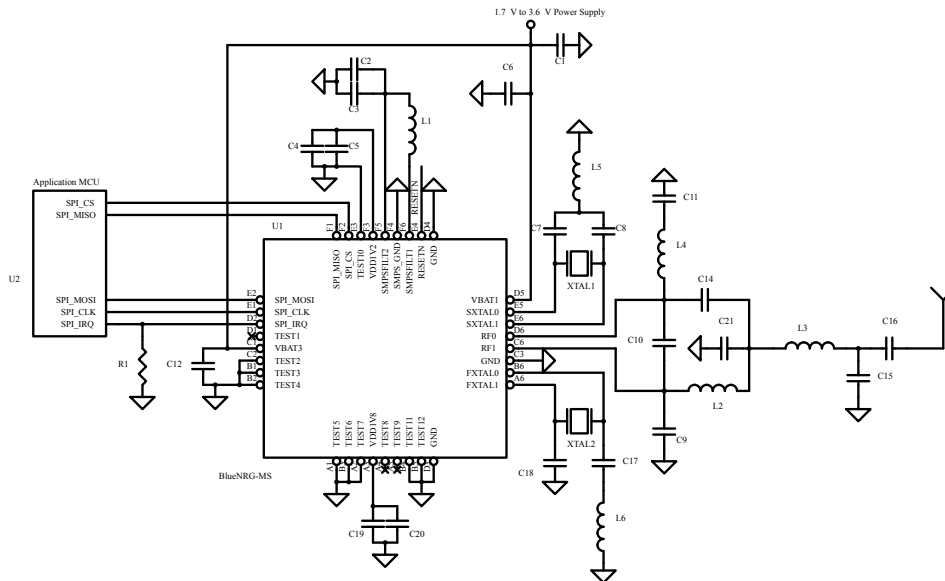 1.7 V to 3.6 V Power Supply
C1
C2
C3
C6
L1
C4
C5
L5
C11
Application MCU
U2
SPI_CS
SPI_MISO
SPI_MOSI
SPI_CLK
SPI_IRQ
RESETN
U1
F1
F2
E3
F3
F5
F4
F6
E4
D4
SPI_MISO
SPI_CS
TEST10
VDD1V2
SMPSFILT2
SMPS_GND
SMPSFILT1
RESETN
GND
C7
C8
XTAL1
L4
C14
C21
C10
L3
C16
C15
L2
C9
E2
E1
D2
D1
C1
C2
B1
B2
SPI_MOSI
SPI_CLK
SPI_IRQ
TEST1
VBAT3
TEST2
TEST3
TEST4
VBAT1
SXTAL0
SXTAL1
RF0
RF1
GND
FXTAL0
FXTAL1
D5
E5
E6
D6
C6
C3
B6
A6
R1
C12
TEST5
TEST6
TEST7
VDD1V8
TEST8
TEST9
TEST11
TEST12
GND
A1
BlueNRG-MS
XTAL2
C18
C17
L6
C19
C20